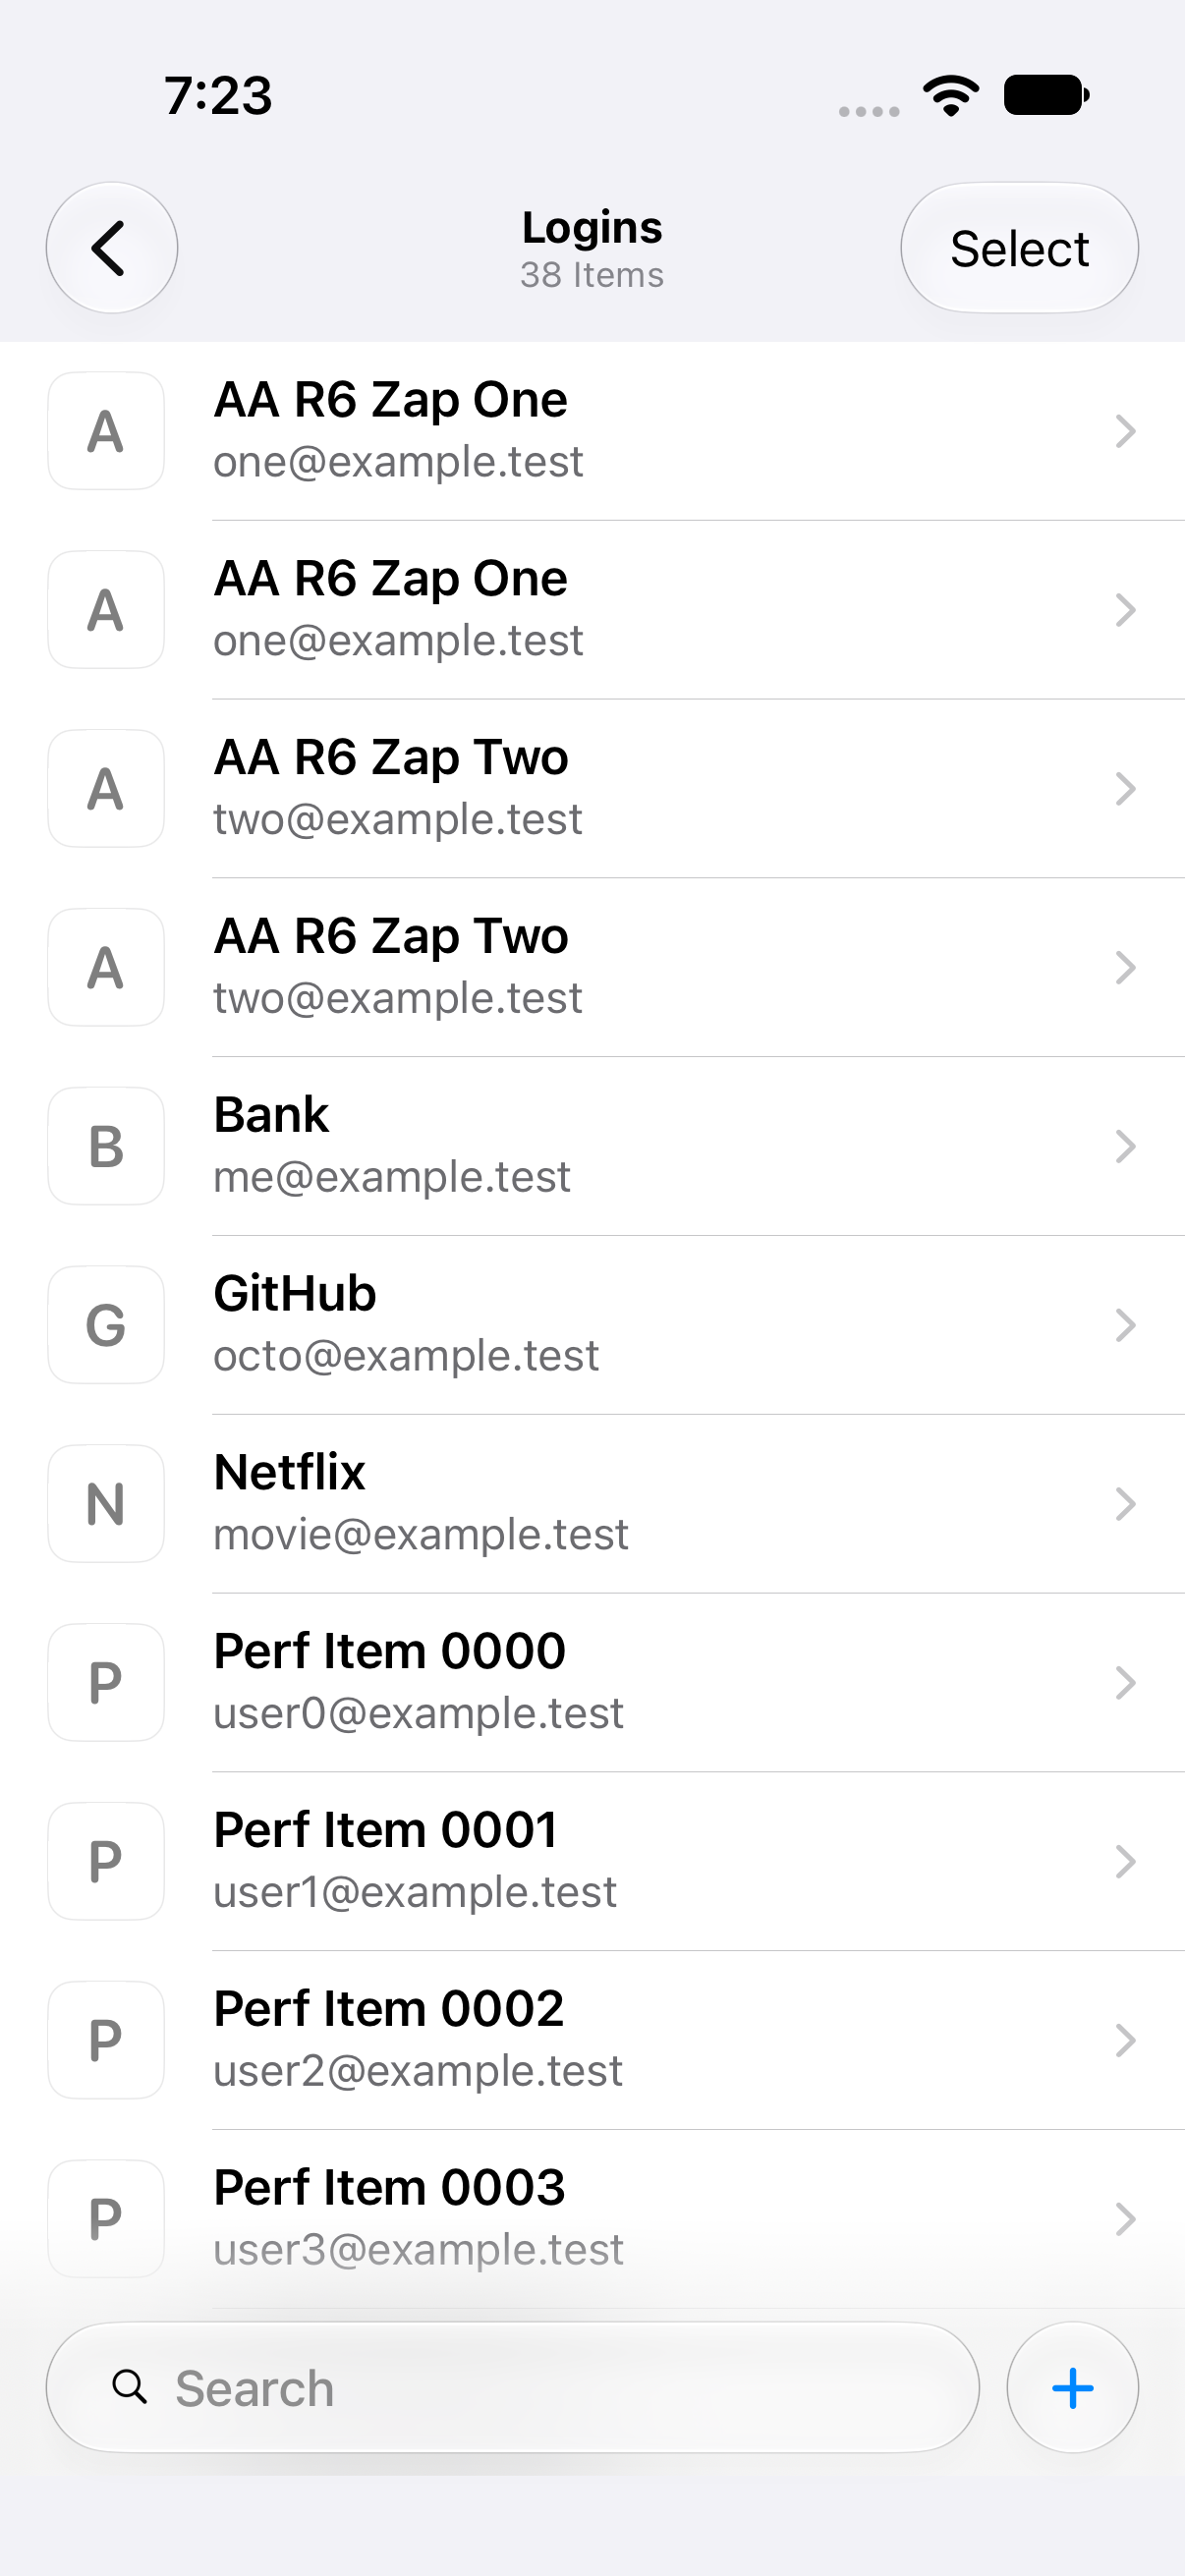 7:23
Logins
38 Items
Select
A
AA R6 Zap One
one@example.test
A
AA R6 Zap One
one@example.test
A
AA R6 Zap Two
two@example.test
A
AA R6 Zap Two
two@example.test
B
Bank
me@example.test
G
GitHub
octo@example.test
N
Netflix
movie@example.test
P
Perf Item 0000
user0@example.test
P
Perf Item 0001
user1@example.test
P
Perf Item 0002
user2@example.test
P
Perf Item 0003
user3@example.test
Search